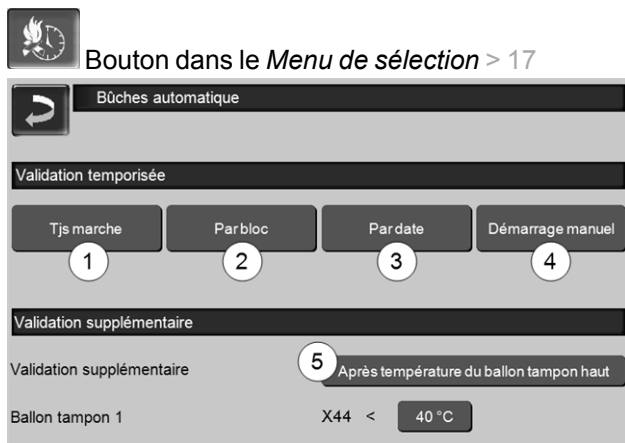 Bouton dans le Menu de sélection > 17
Bûches automatique
Validation temporisée
Tjs marche Par bloc Par date Démarrage manuel
1 2 3 4
Validation supplémentaire
5
Validation supplémentaire Après température du ballon tampon haut
Ballon tampon 1 X44 < 40 °C